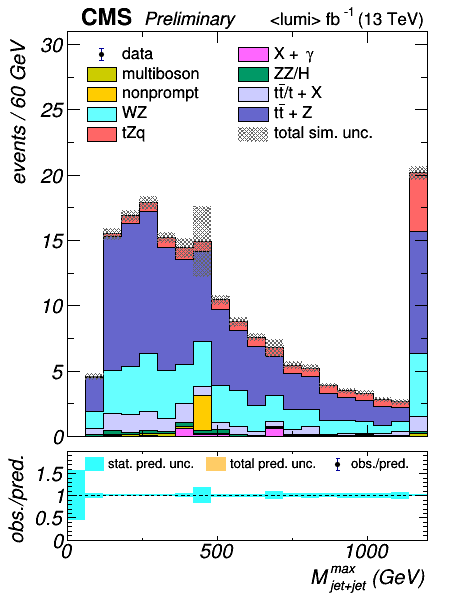 CMS Preliminary <lumi> fb⁻¹ (13 TeV)
events / 60 GeV
30
25
20
15
10
5
0
data
multiboson
nonprompt
WZ
tZq
X + γ
ZZ/H
tt̄/t + X
tt̄ + Z
total sim. unc.
obs./pred.
1.5
1
0.5
0
stat. pred. unc. total pred. unc. obs./pred.
0 500 1000
M^max_jet+jet (GeV)